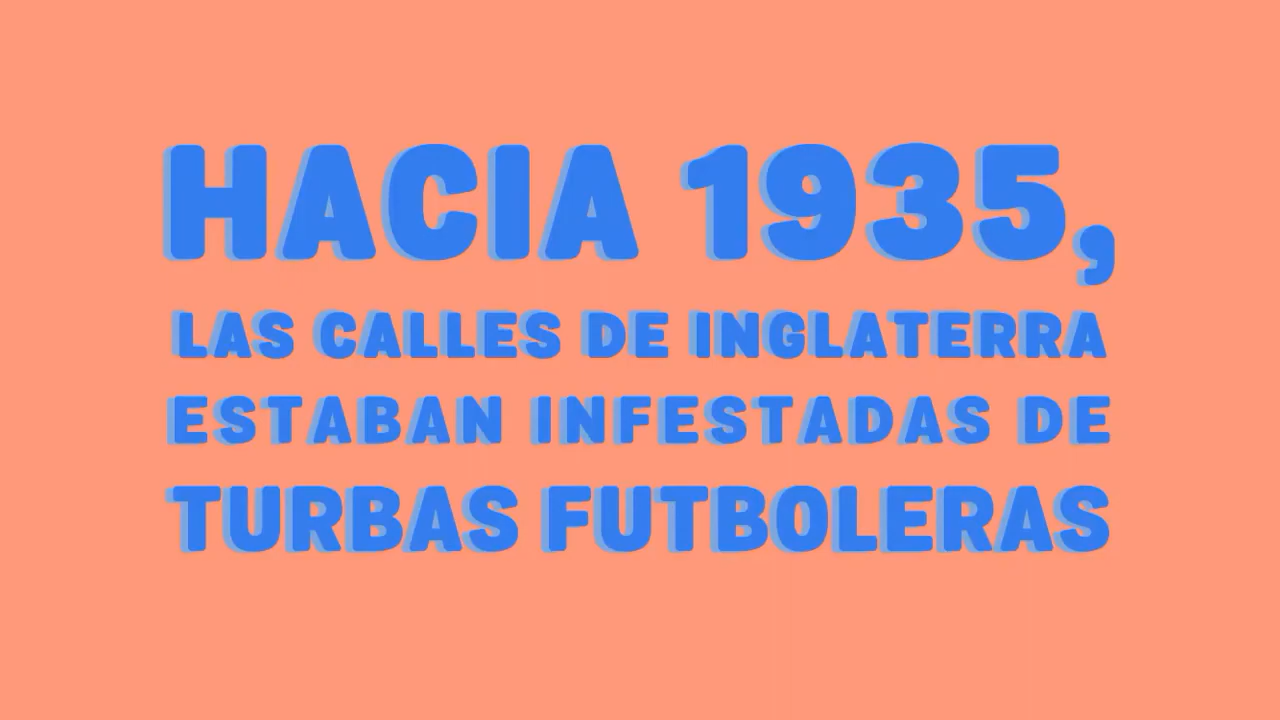 HACIA 1935,
LAS CALLES DE INGLATERRA
ESTABAN INFESTADAS DE
TURBAS FUTBOLERAS